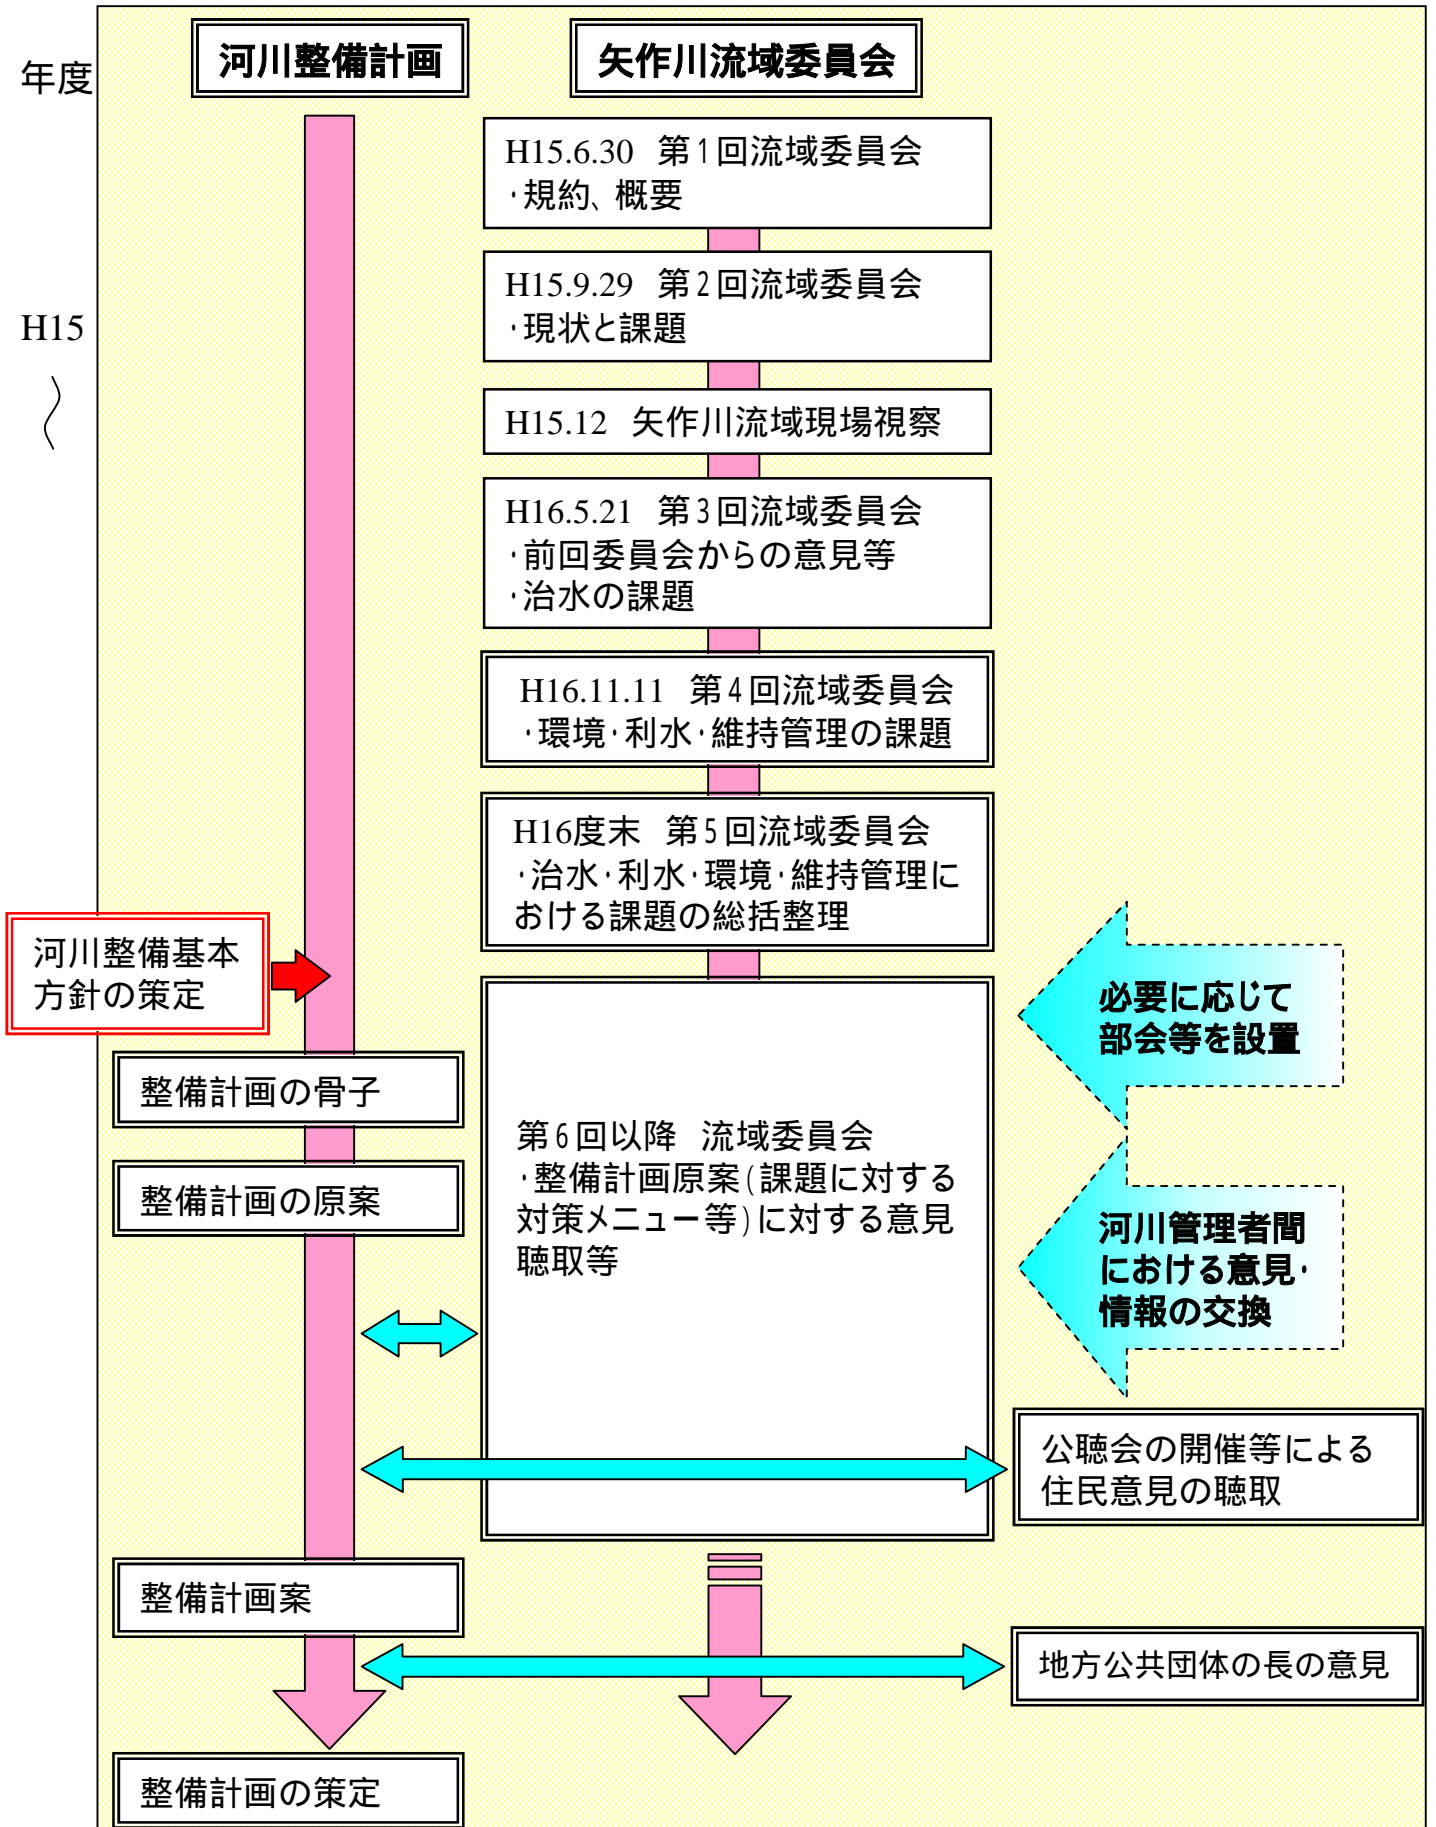 年度
河川整備計画
矢作川流域委員会
H15.6.30 第1回流域委員会
・規約、概要
H15.9.29 第2回流域委員会
・現状と課題
H15
H15.12 矢作川流域現場視察
H16.5.21 第3回流域委員会
・前回委員会からの意見等
・治水の課題
H16.11.11 第4回流域委員会
・環境・利水・維持管理の課題
H16度末 第5回流域委員会
・治水・利水・環境・維持管理に
おける課題の総括整理
河川整備基本
方針の策定
必要に応じて
部会等を設置
整備計画の骨子
整備計画の原案
第6回以降 流域委員会
・整備計画原案(課題に対する
対策メニュー等)に対する意見
聴取等
河川管理者間
における意見・
情報の交換
公聴会の開催等による
住民意見の聴取
整備計画案
地方公共団体の長の意見
整備計画の策定